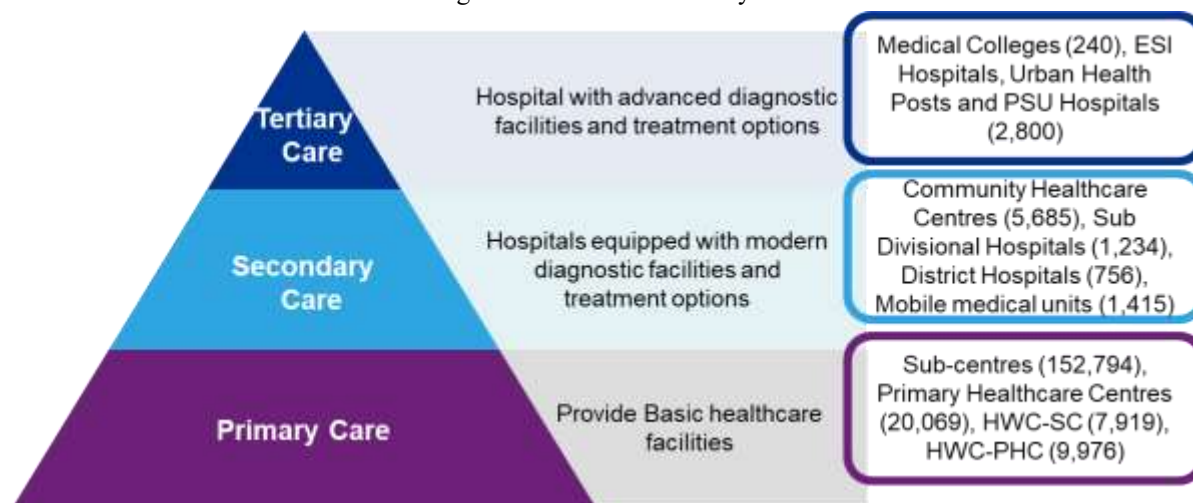 Tertiary
Care
Hospital with advanced diagnostic
facilities and treatment options
Medical Colleges (240), ESI
Hospitals, Urban Health
Posts and PSU Hospitals
(2,800)
Secondary
Care
Hospitals equipped with modern
diagnostic facilities and
treatment options
Community Healthcare
Centres (5,685), Sub
Divisional Hospitals (1,234),
District Hospitals (756),
Mobile medical units (1,415)
Primary Care
Provide Basic healthcare
facilities
Sub-centres (152,794),
Primary Healthcare Centres
(20,069), HWC-SC (7,919),
HWC-PHC (9,976)